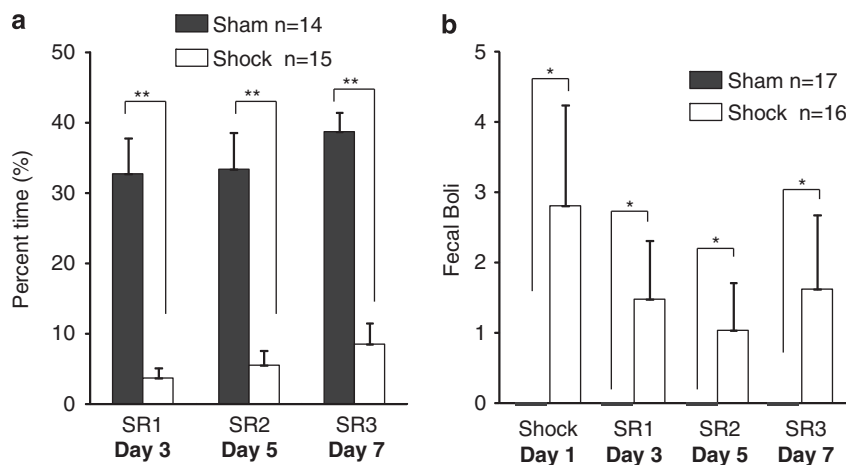 a
Sham n=14
Shock n=15
50
40
30
20
10
0
Percent time (%)
**
**
**
SR1
SR2
SR3
Day 3
Day 5
Day 7
b
Sham n=17
Shock n=16
5
4
3
2
1
0
Fecal Boli
*
*
*
*
Shock
SR1
SR2
SR3
Day 1
Day 3
Day 5
Day 7